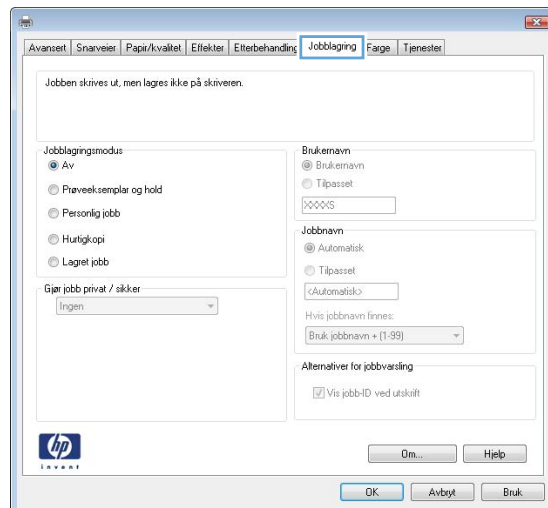 Avansert Snarveier Papir/kvalitet Effekter Etterbehandling Jobblagring Farge Tjenester
Jobben skrives ut, men lagres ikke på skriveren.
Jobblagringsmodus
Av
Prøveeksemplar og hold
Personlig jobb
Hurtigkopi
Lagret jobb
Gjør jobb privat / sikker
Ingen
Brukernavn
Brukernavn
Tilpasset
XXXXS
Jobbnavn
Automatisk
Tilpasset
<Automatisk>
Hvis jobbnavn finnes:
Bruk jobbnavn + (1-99)
Alternativer for jobbvarsling
Vis jobb-ID ved utskrift
hp
invent
Om... Hjelp
OK Avbryt Bruk